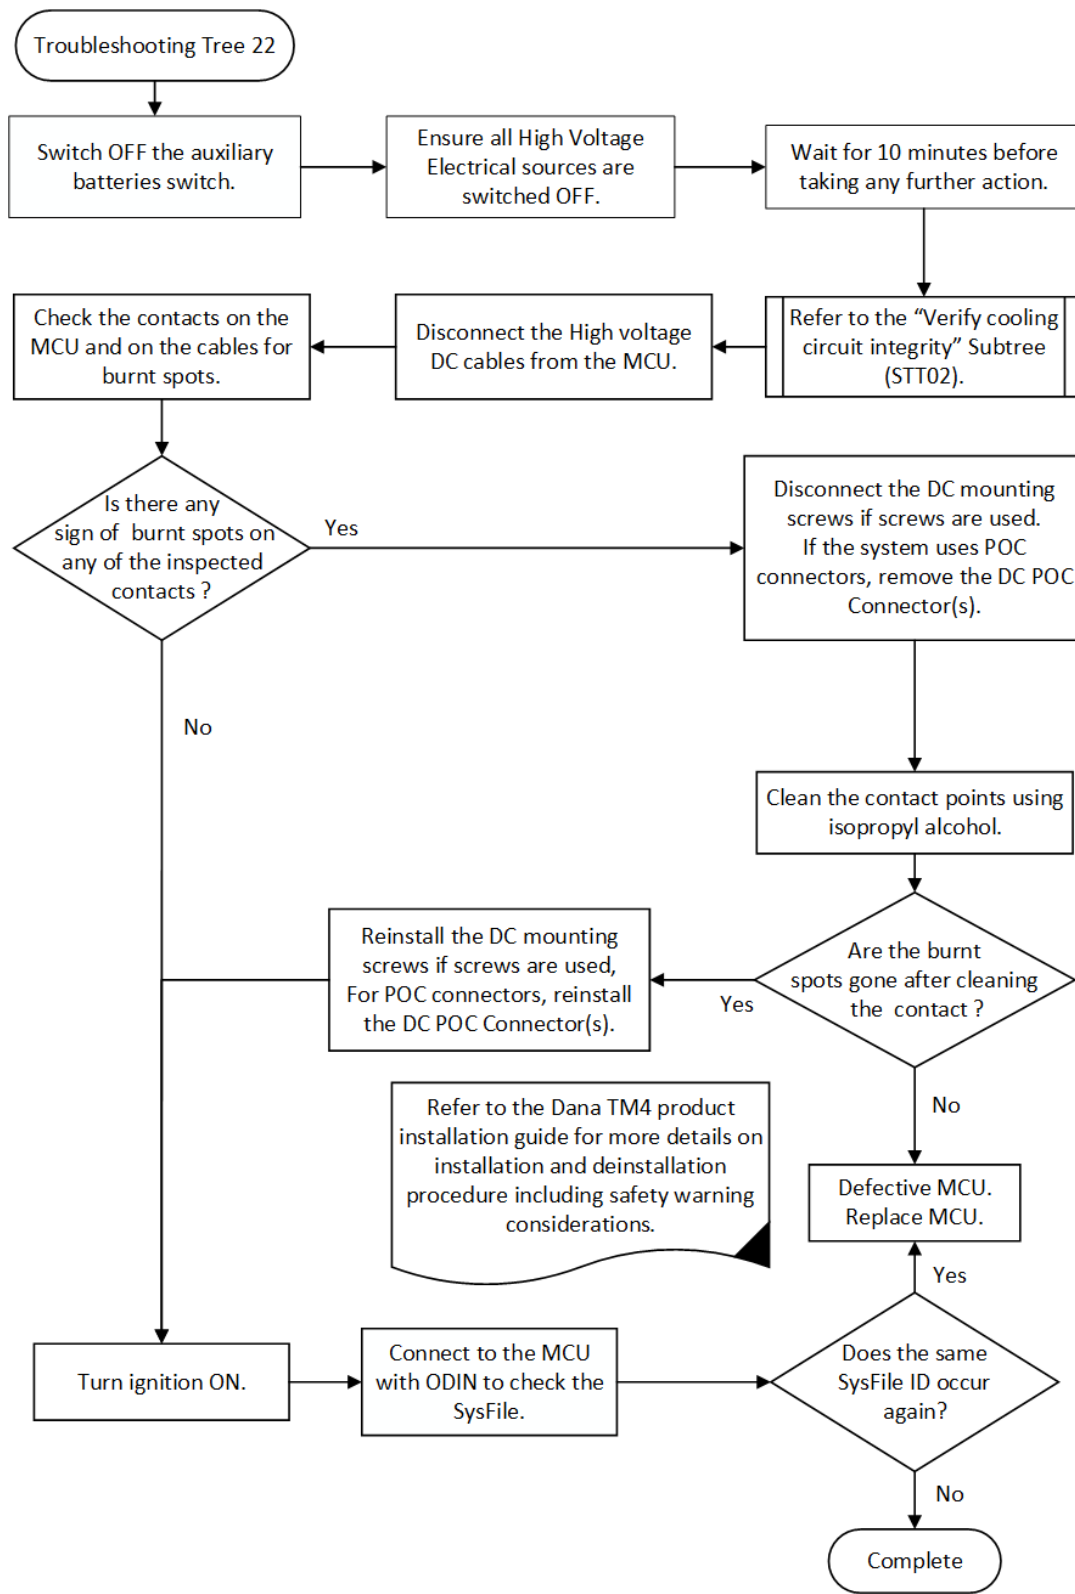 Troubleshooting Tree 22
Switch OFF the auxiliary
batteries switch.
Ensure all High Voltage
Electrical sources are
switched OFF.
Wait for 10 minutes before
taking any further action.
Refer to the “Verify cooling
circuit integrity” Subtree
(STT02).
Disconnect the High voltage
DC cables from the MCU.
Check the contacts on the
MCU and on the cables for
burnt spots.
Is there any
sign of burnt spots on
any of the inspected
contacts ?
Yes
No
Disconnect the DC mounting
screws if screws are used.
If the system uses POC
connectors, remove the DC POC
Connector(s).
Clean the contact points using
isopropyl alcohol.
Are the burnt
spots gone after cleaning
the contact ?
Yes
No
Reinstall the DC mounting
screws if screws are used,
For POC connectors, reinstall
the DC POC Connector(s).
Refer to the Dana TM4 product
installation guide for more details on
installation and deinstallation
procedure including safety warning
considerations.
Defective MCU.
Replace MCU.
Yes
Turn ignition ON.
Connect to the MCU
with ODIN to check the
SysFile.
Does the same
SysFile ID occur
again?
No
Complete